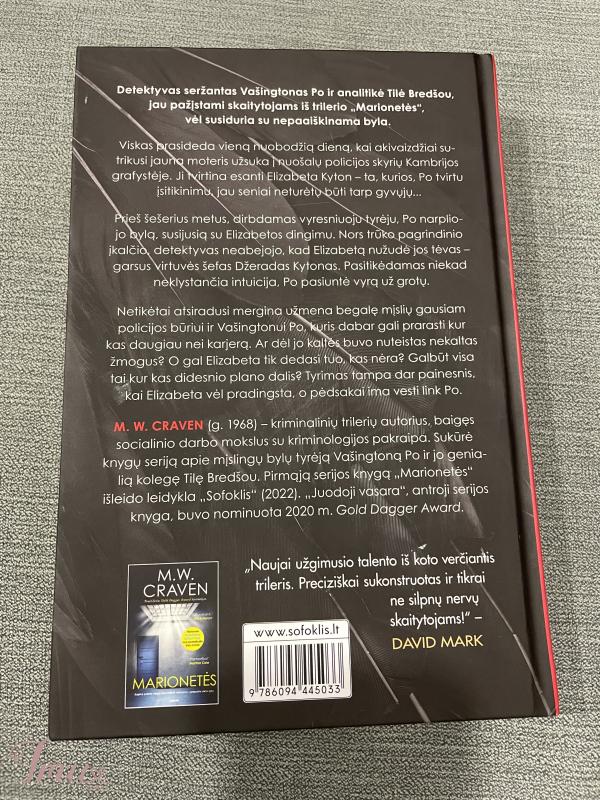 Detektyvas seržantas Vašingtonas Po ir analitikė Tilė Bredšou,
jau pažįstami skaitytojams iš trilerio „Marionetės“,
vėl susiduria su nepaaiškinama byla.
Viskas prasideda vieną nuobodžią dieną, kai akivaizdžiai su-
trikusi jauna moteris užsuka į nuošalų policijos skyrių Kambrijos
grafystėje. Ji tvirtina esanti Elizabeta Kyton – ta, kurios, Po tvirtu
įsitikinimu, jau seniai neturėtų būti tarp gyvųjų...
Prieš šešerius metus, dirbdamas vyresniuoju tyrėju, Po narplio-
jo bylą, susijusią su Elizabetos dingimu. Nors trūko pagrindinio
įkalčio, detektyvas neabejojo, kad Elizabetą nužudė jos tėvas –
garsus virtuvės šefas Džeradas Kytonas. Pasitikėdamas niekad
neklystančia intuicija, Po pasiuntė vyrą už grotų.
Netikėtai atsiradusi mergina užmena begalę mįslių gausiam
policijos būriui ir Vašingtonui Po, kuris dabar gali prarasti kur
kas daugiau nei karjerą. Ar dėl jo kaltės buvo nuteistas nekaltas
žmogus? O gal Elizabeta tik dedasi tuo, kas nėra? Galbūt visa
tai kur kas didesnio plano dalis? Tyrimas tampa dar painesnis,
kai Elizabeta vėl pradingsta, o pėdsakai ima vesti link Po.
M. W. CRAVEN (g. 1968) – kriminalinių trilerių autorius, baigęs
socialinio darbo mokslus su kriminologijos pakraipa. Sukūrė
knygų seriją apie mįslingų bylų tyrėją Vašingtoną Po ir jo genia-
lią kolegę Tilę Bredšou. Pirmąją serijos knygą „Marionetės“
išleido leidykla „Sofoklis“ (2022). „Juodoji vasara“, antroji serijos
knyga, buvo nominuota 2020 m. Gold Dagger Award.
M.W.
CRAVEN
MARIONETĖS
www.sofoklis.lt
9 786094 445033
„Naujai užgimusio talento iš koto verčiantis
trileris. Preciziškai sukonstruotas ir tikrai
ne silpnų nervų
skaitytojams!“ –
DAVID MARK